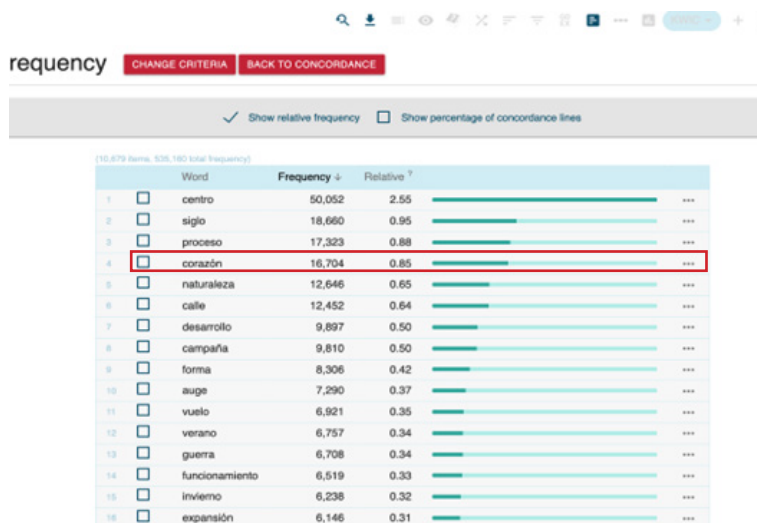 KWIC
requency CHANGE CRITERIA BACK TO CONCORDANCE
Show relative frequency Show percentage of concordance lines
(10,679 items, 535,160 total frequency)
Word Frequency ↓ Relative ?
1 centro 50,052 2.55 •••
2 siglo 18,660 0.95 •••
3 proceso 17,323 0.88 •••
4 corazón 16,704 0.85 •••
5 naturaleza 12,646 0.65 •••
6 calle 12,452 0.64 •••
7 desarrollo 9,897 0.50 •••
8 campaña 9,810 0.50 •••
9 forma 8,306 0.42 •••
10 auge 7,290 0.37 •••
11 vuelo 6,921 0.35 •••
12 verano 6,757 0.34 •••
13 guerra 6,708 0.34 •••
14 funcionamiento 6,519 0.33 •••
15 invierno 6,238 0.32 •••
16 expansión 6,146 0.31 •••